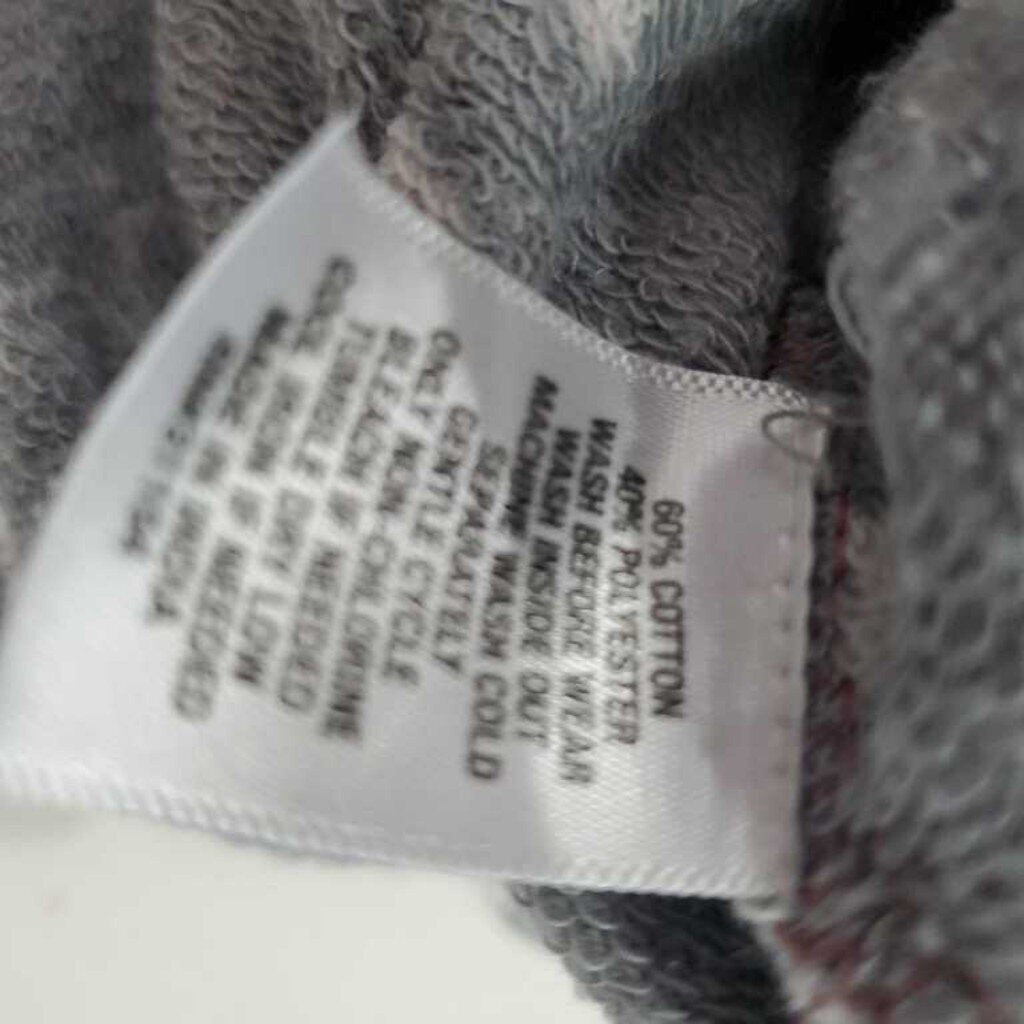 60% COTTON
40% POLYESTER
WASH BEFORE WEAR
WASH INSIDE OUT
MACHINE WASH COLD
SEPARATELY
GENTLE CYCLE
ONLY NON-CHLORINE
BLEACH IF NEEDED
TUMBLE DRY LOW
COOL IRON IF NEEDED
MADE IN INDIA